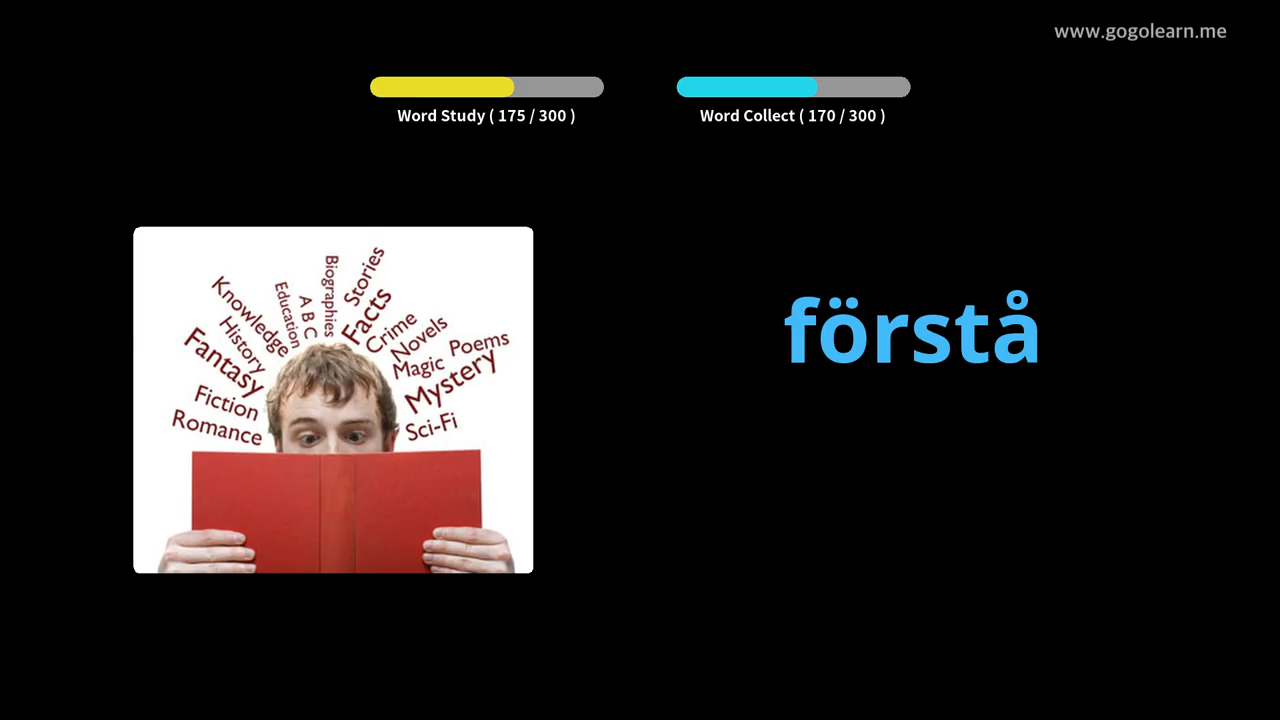 www.gogolearn.me
Word Study ( 175 / 300 )
Word Collect ( 170 / 300 )
förstå
Romance
Fiction
Fantasy
History
Knowledge
Education
A B C
Biographies
Stories
Facts
Crime
Novels
Magic
Poems
Mystery
Sci-Fi